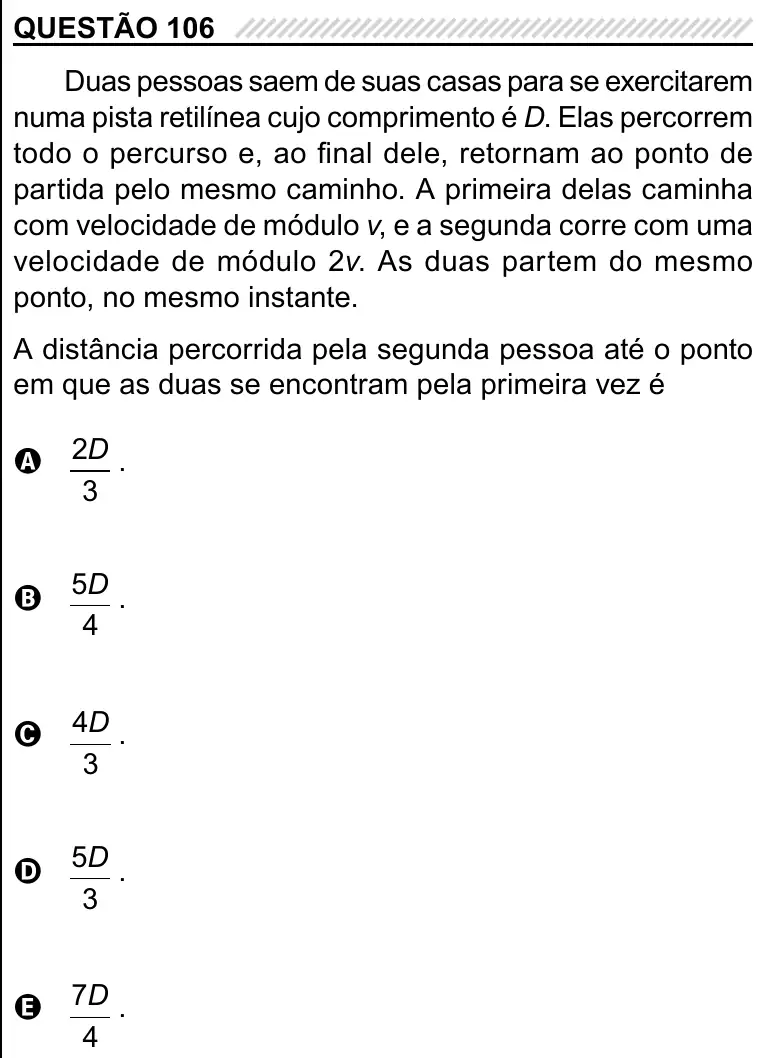 QUESTÃO 106
Duas pessoas saem de suas casas para se exercitarem
numa pista retilínea cujo comprimento é D. Elas percorrem
todo o percurso e, ao final dele, retornam ao ponto de
partida pelo mesmo caminho. A primeira delas caminha
com velocidade de módulo v, e a segunda corre com uma
velocidade de módulo 2v. As duas partem do mesmo
ponto, no mesmo instante.
A distância percorrida pela segunda pessoa até o ponto
em que as duas se encontram pela primeira vez é
A 2D/3 .
B 5D/4 .
C 4D/3 .
D 5D/3 .
E 7D/4 .